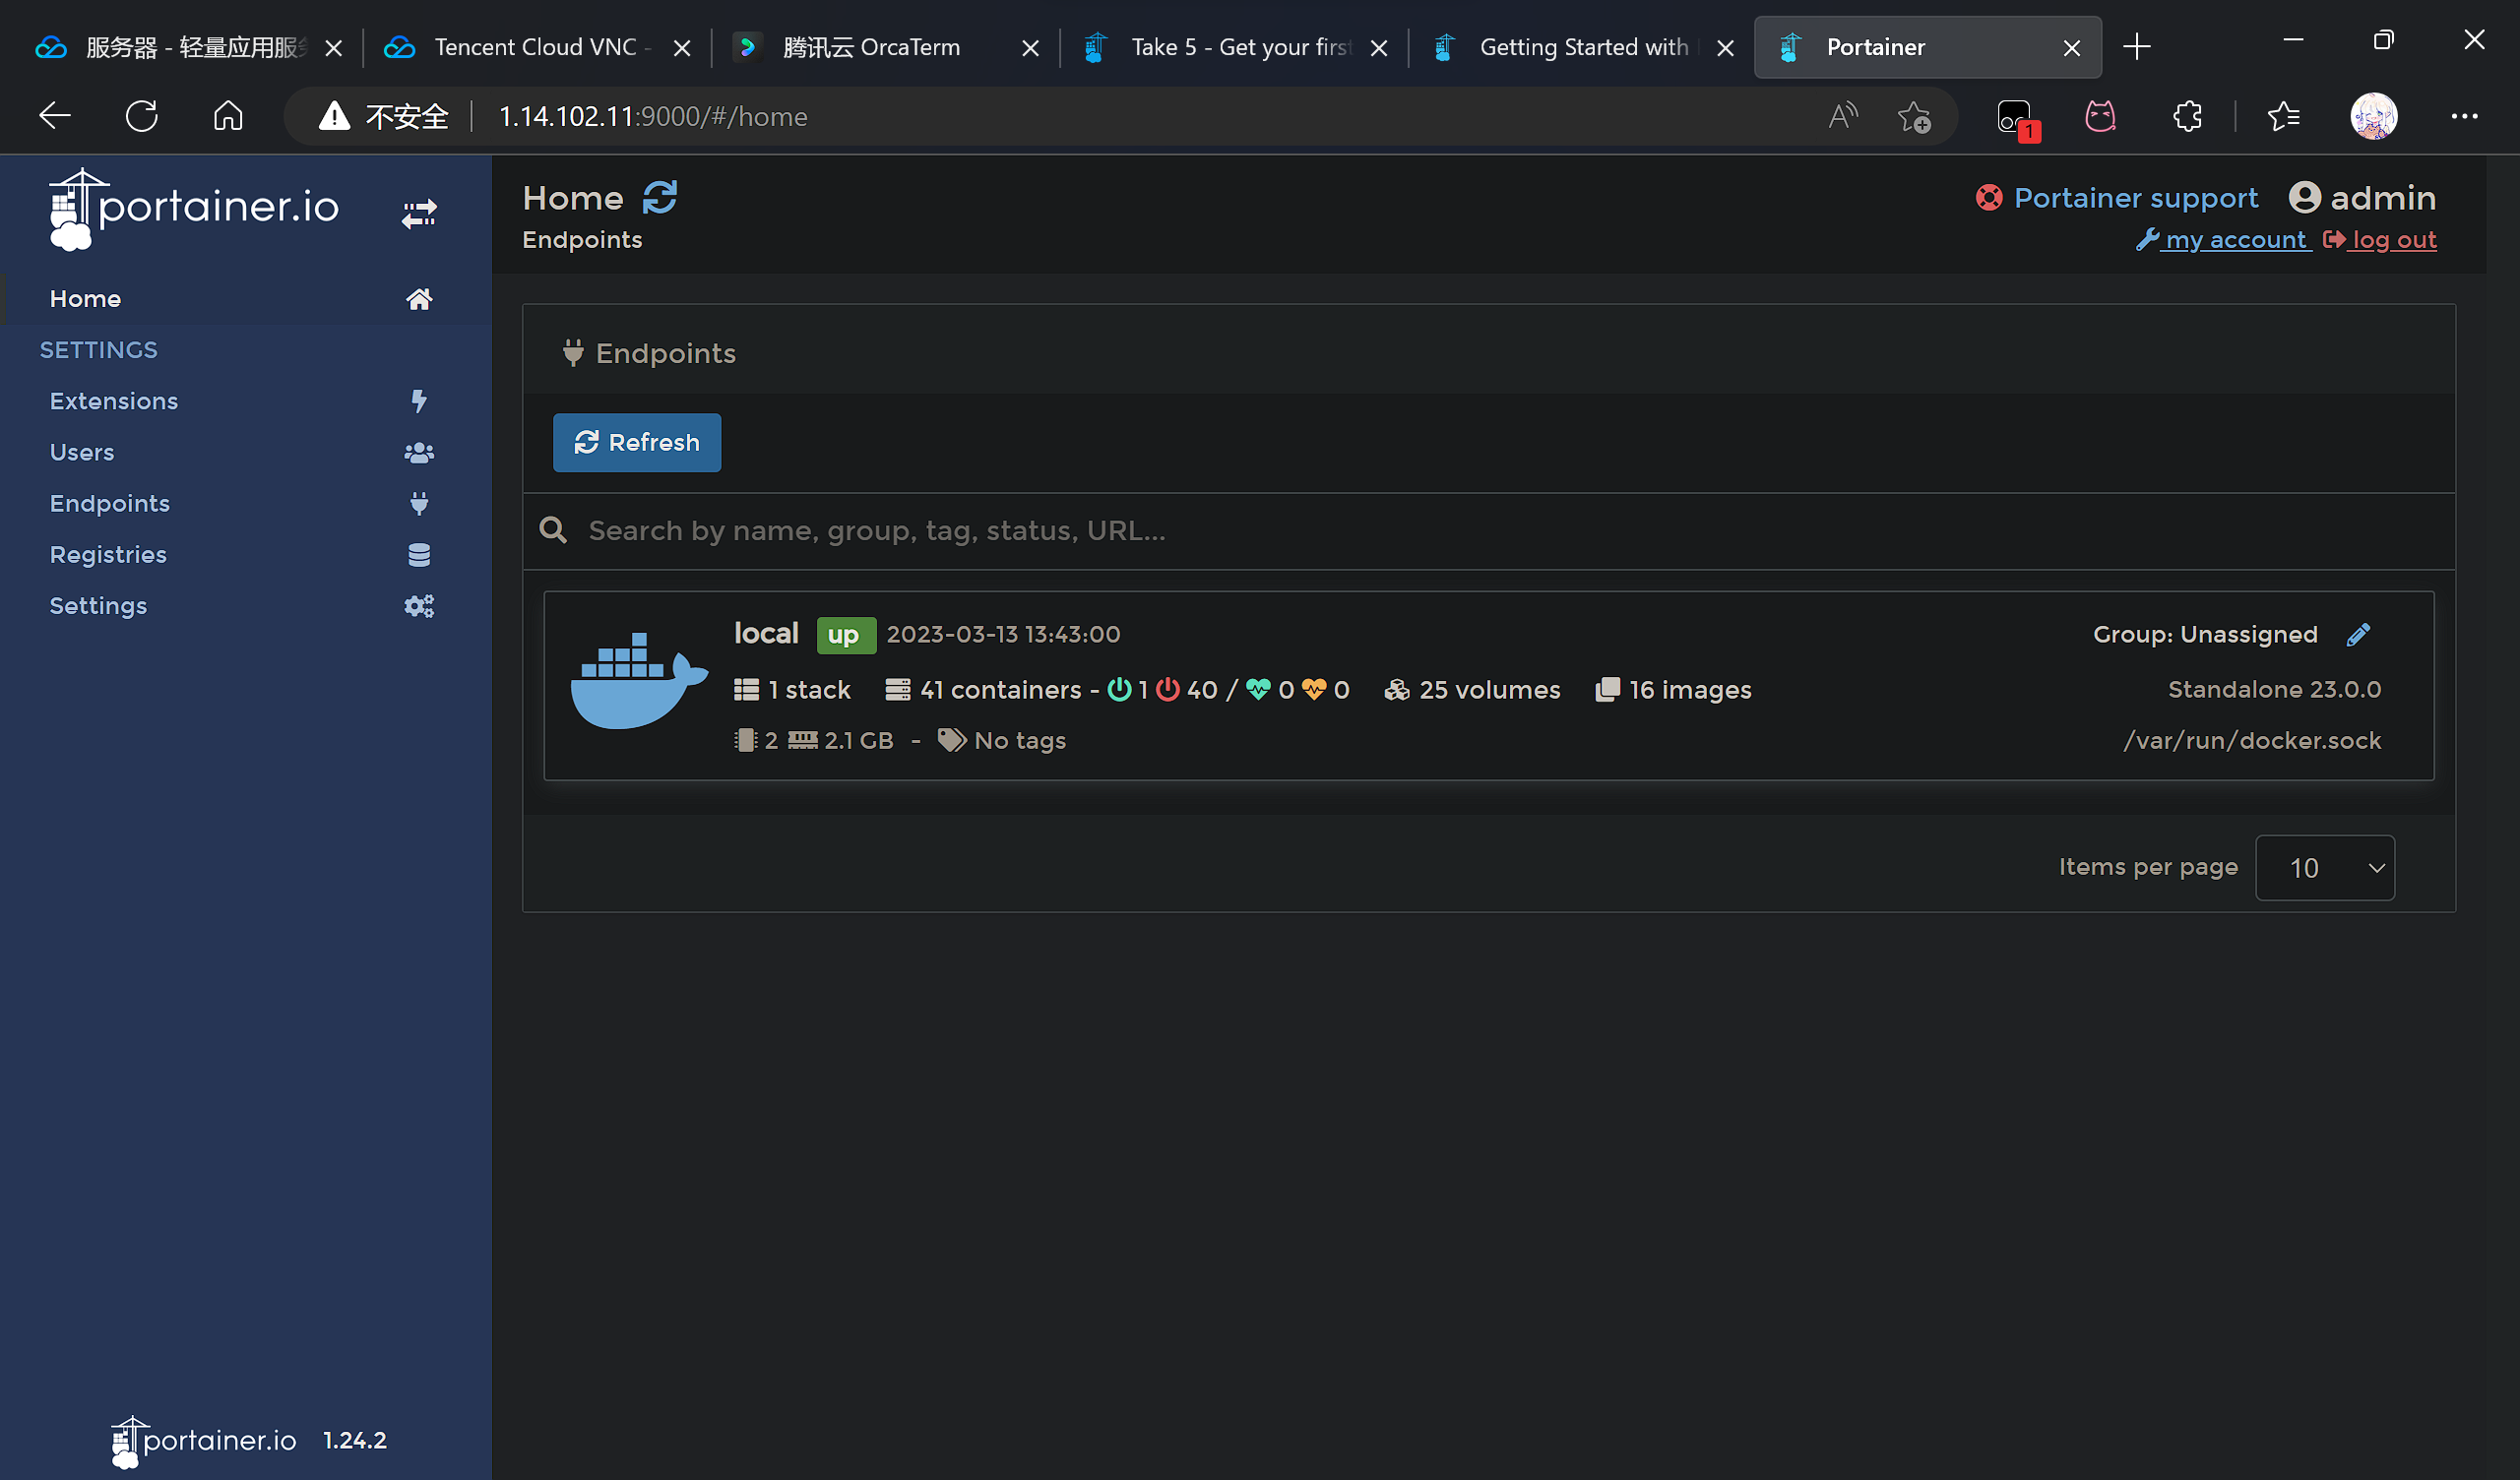 服务器 - 轻量应用服务
Tencent Cloud VNC -
腾讯云 OrcaTerm
Take 5 - Get your first
Getting Started with
Portainer
不安全
1.14.102.11:9000/#/home
1
portainer.io
Home
SETTINGS
Extensions
Users
Endpoints
Registries
Settings
portainer.io 1.24.2
Home
Endpoints
Portainer support
admin
my account
log out
Endpoints
Refresh
Search by name, group, tag, status, URL...
local up 2023-03-13 13:43:00
Group: Unassigned
1 stack 41 containers - 1 40 / 0 0 25 volumes 16 images
Standalone 23.0.0
2 2.1 GB - No tags
/var/run/docker.sock
Items per page 10